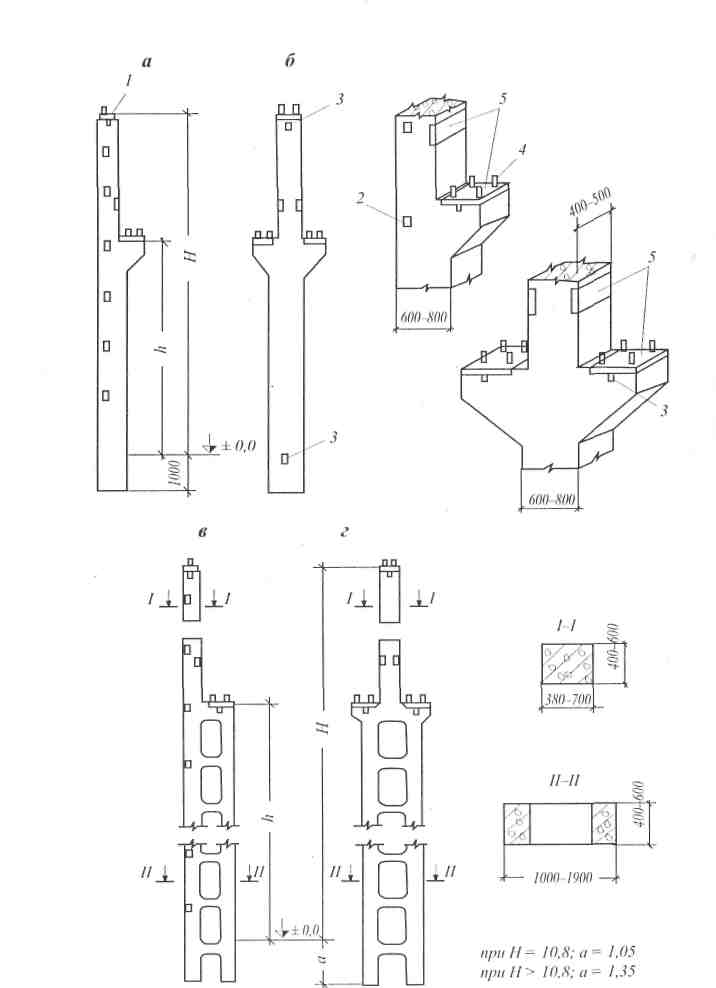 а
б
1
3
5
4
2
400–500
H
h
600–800
5
3
± 0,0
3
1000
600–800
в
г
I
I
I
I
I–I
400–600
380–700
H
h
II–II
400–600
II
II
II
II
1000–1900
± 0,0
a
при H = 10,8; a = 1,05
при H > 10,8; a = 1,35